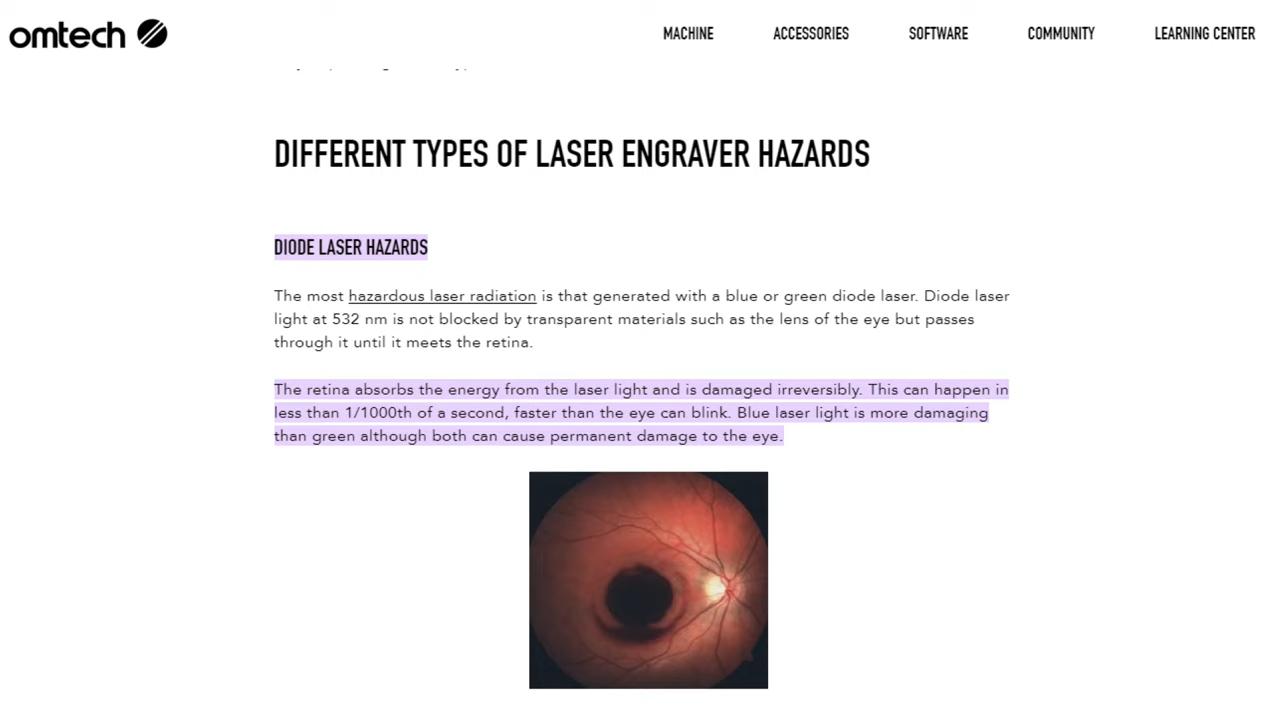 omtech
MACHINE
ACCESSORIES
SOFTWARE
COMMUNITY
LEARNING CENTER
DIFFERENT TYPES OF LASER ENGRAVER HAZARDS
DIODE LASER HAZARDS
The most hazardous laser radiation is that generated with a blue or green diode laser. Diode laser
light at 532 nm is not blocked by transparent materials such as the lens of the eye but passes
through it until it meets the retina.
The retina absorbs the energy from the laser light and is damaged irreversibly. This can happen in
less than 1/1000th of a second, faster than the eye can blink. Blue laser light is more damaging
than green although both can cause permanent damage to the eye.